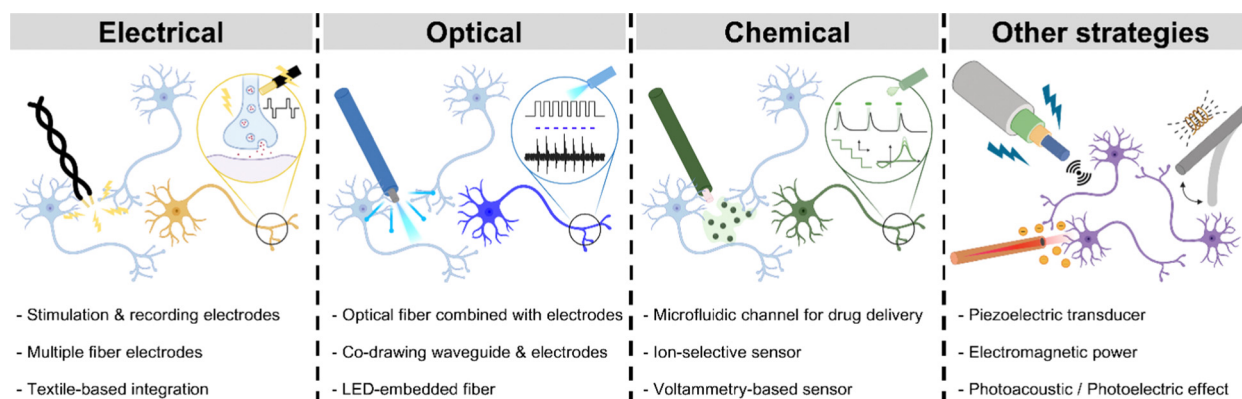 Electrical
Optical
Chemical
Other strategies
- Stimulation & recording electrodes
- Multiple fiber electrodes
- Textile-based integration
- Optical fiber combined with electrodes
- Co-drawing waveguide & electrodes
- LED-embedded fiber
- Microfluidic channel for drug delivery
- Ion-selective sensor
- Voltammetry-based sensor
- Piezoelectric transducer
- Electromagnetic power
- Photoacoustic / Photoelectric effect